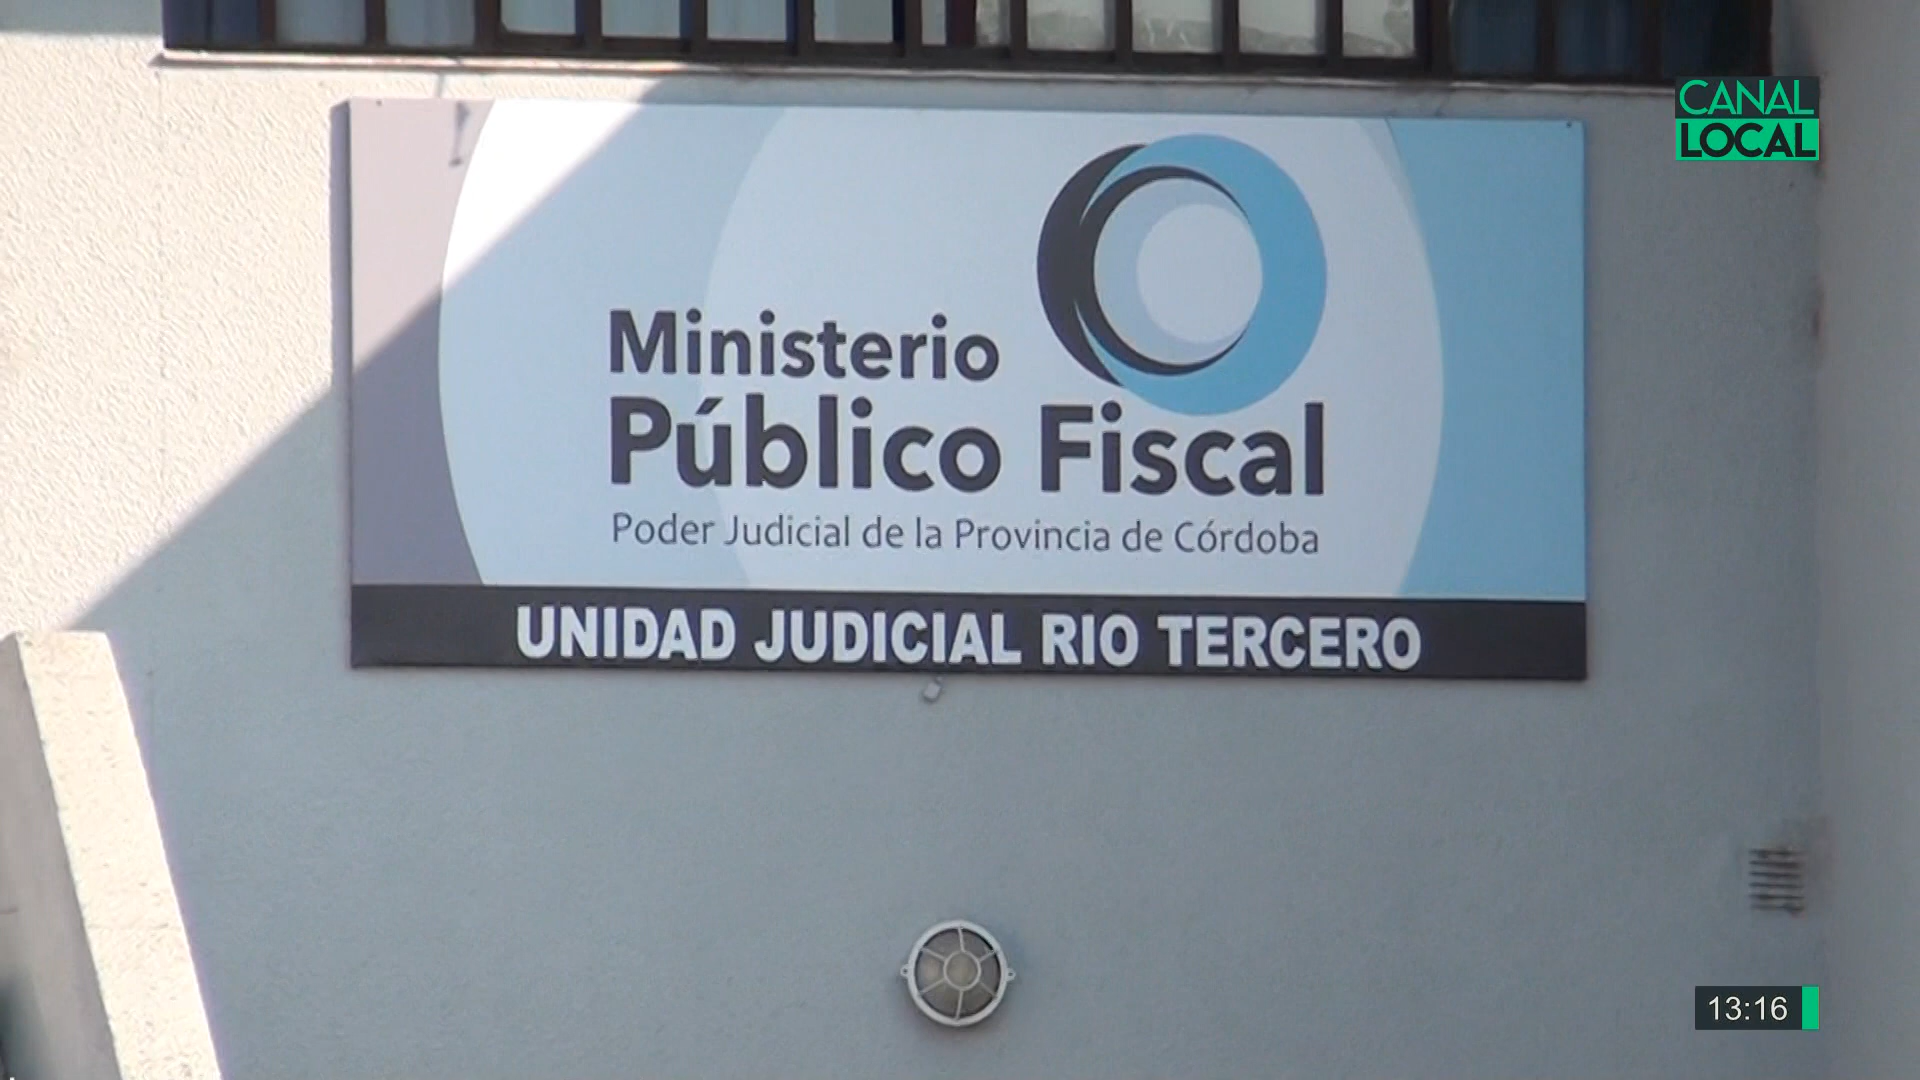 CANAL
LOCAL
Ministerio
Público Fiscal
Poder Judicial de la Provincia de Córdoba
UNIDAD JUDICIAL RIO TERCERO
13:16